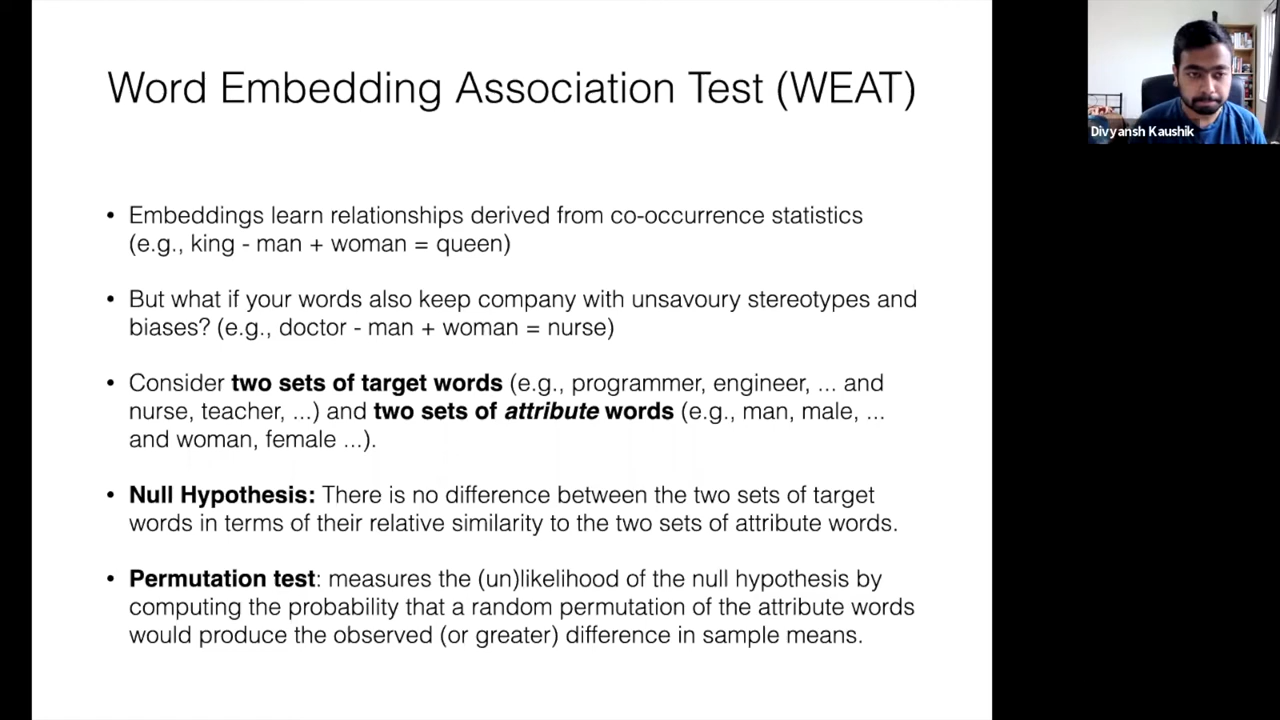 Word Embedding Association Test (WEAT)
Divyansh Kaushik
• Embeddings learn relationships derived from co-occurrence statistics
(e.g., king - man + woman = queen)
• But what if your words also keep company with unsavoury stereotypes and
biases? (e.g., doctor - man + woman = nurse)
• Consider two sets of target words (e.g., programmer, engineer, ... and
nurse, teacher, ...) and two sets of attribute words (e.g., man, male, ...
and woman, female ...).
• Null Hypothesis: There is no difference between the two sets of target
words in terms of their relative similarity to the two sets of attribute words.
• Permutation test: measures the (un)likelihood of the null hypothesis by
computing the probability that a random permutation of the attribute words
would produce the observed (or greater) difference in sample means.